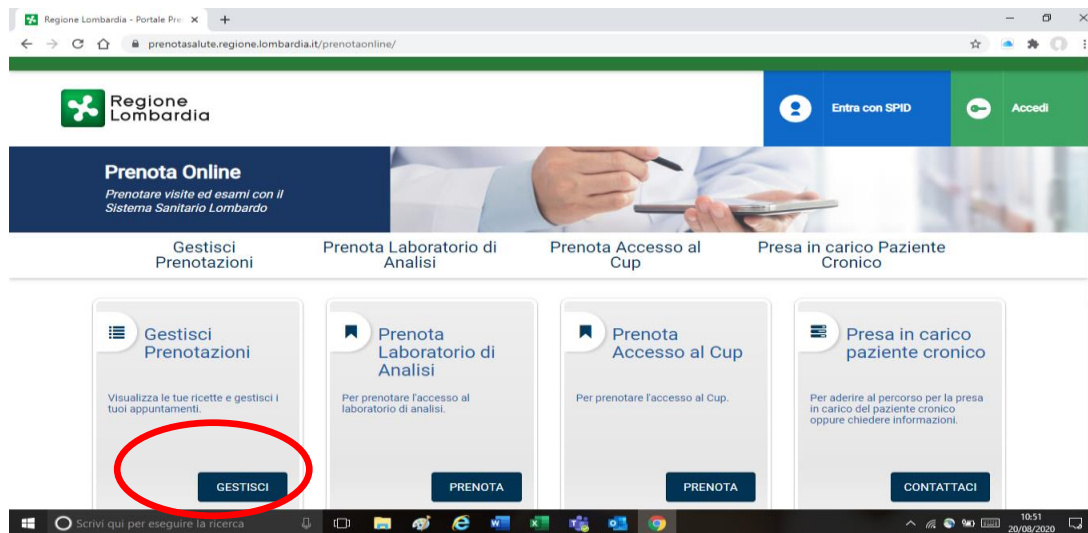 Regione Lombardia - Portale Pre
prenotasalute.regione.lombardia.it/prenotaonline/
Regione
Lombardia
Entra con SPID
Accedi
Prenota Online
Prenotare visite ed esami con il
Sistema Sanitario Lombardo
Gestisci
Prenotazioni
Prenota Laboratorio di
Analisi
Prenota Accesso al
Cup
Presa in carico Paziente
Cronico
Gestisci
Prenotazioni
Visualizza le tue ricette e gestisci i
tuoi appuntamenti.
GESTISCI
Prenota
Laboratorio di
Analisi
Per prenotare l'accesso al
laboratorio di analisi.
PRENOTA
Prenota
Accesso al Cup
Per prenotare l'accesso al Cup.
PRENOTA
Presa in carico
paziente cronico
Per aderire al percorso per la presa
in carico del paziente cronico
oppure chiedere informazioni.
CONTATTACI
Scrivi qui per eseguire la ricerca
10:51
20/08/2020